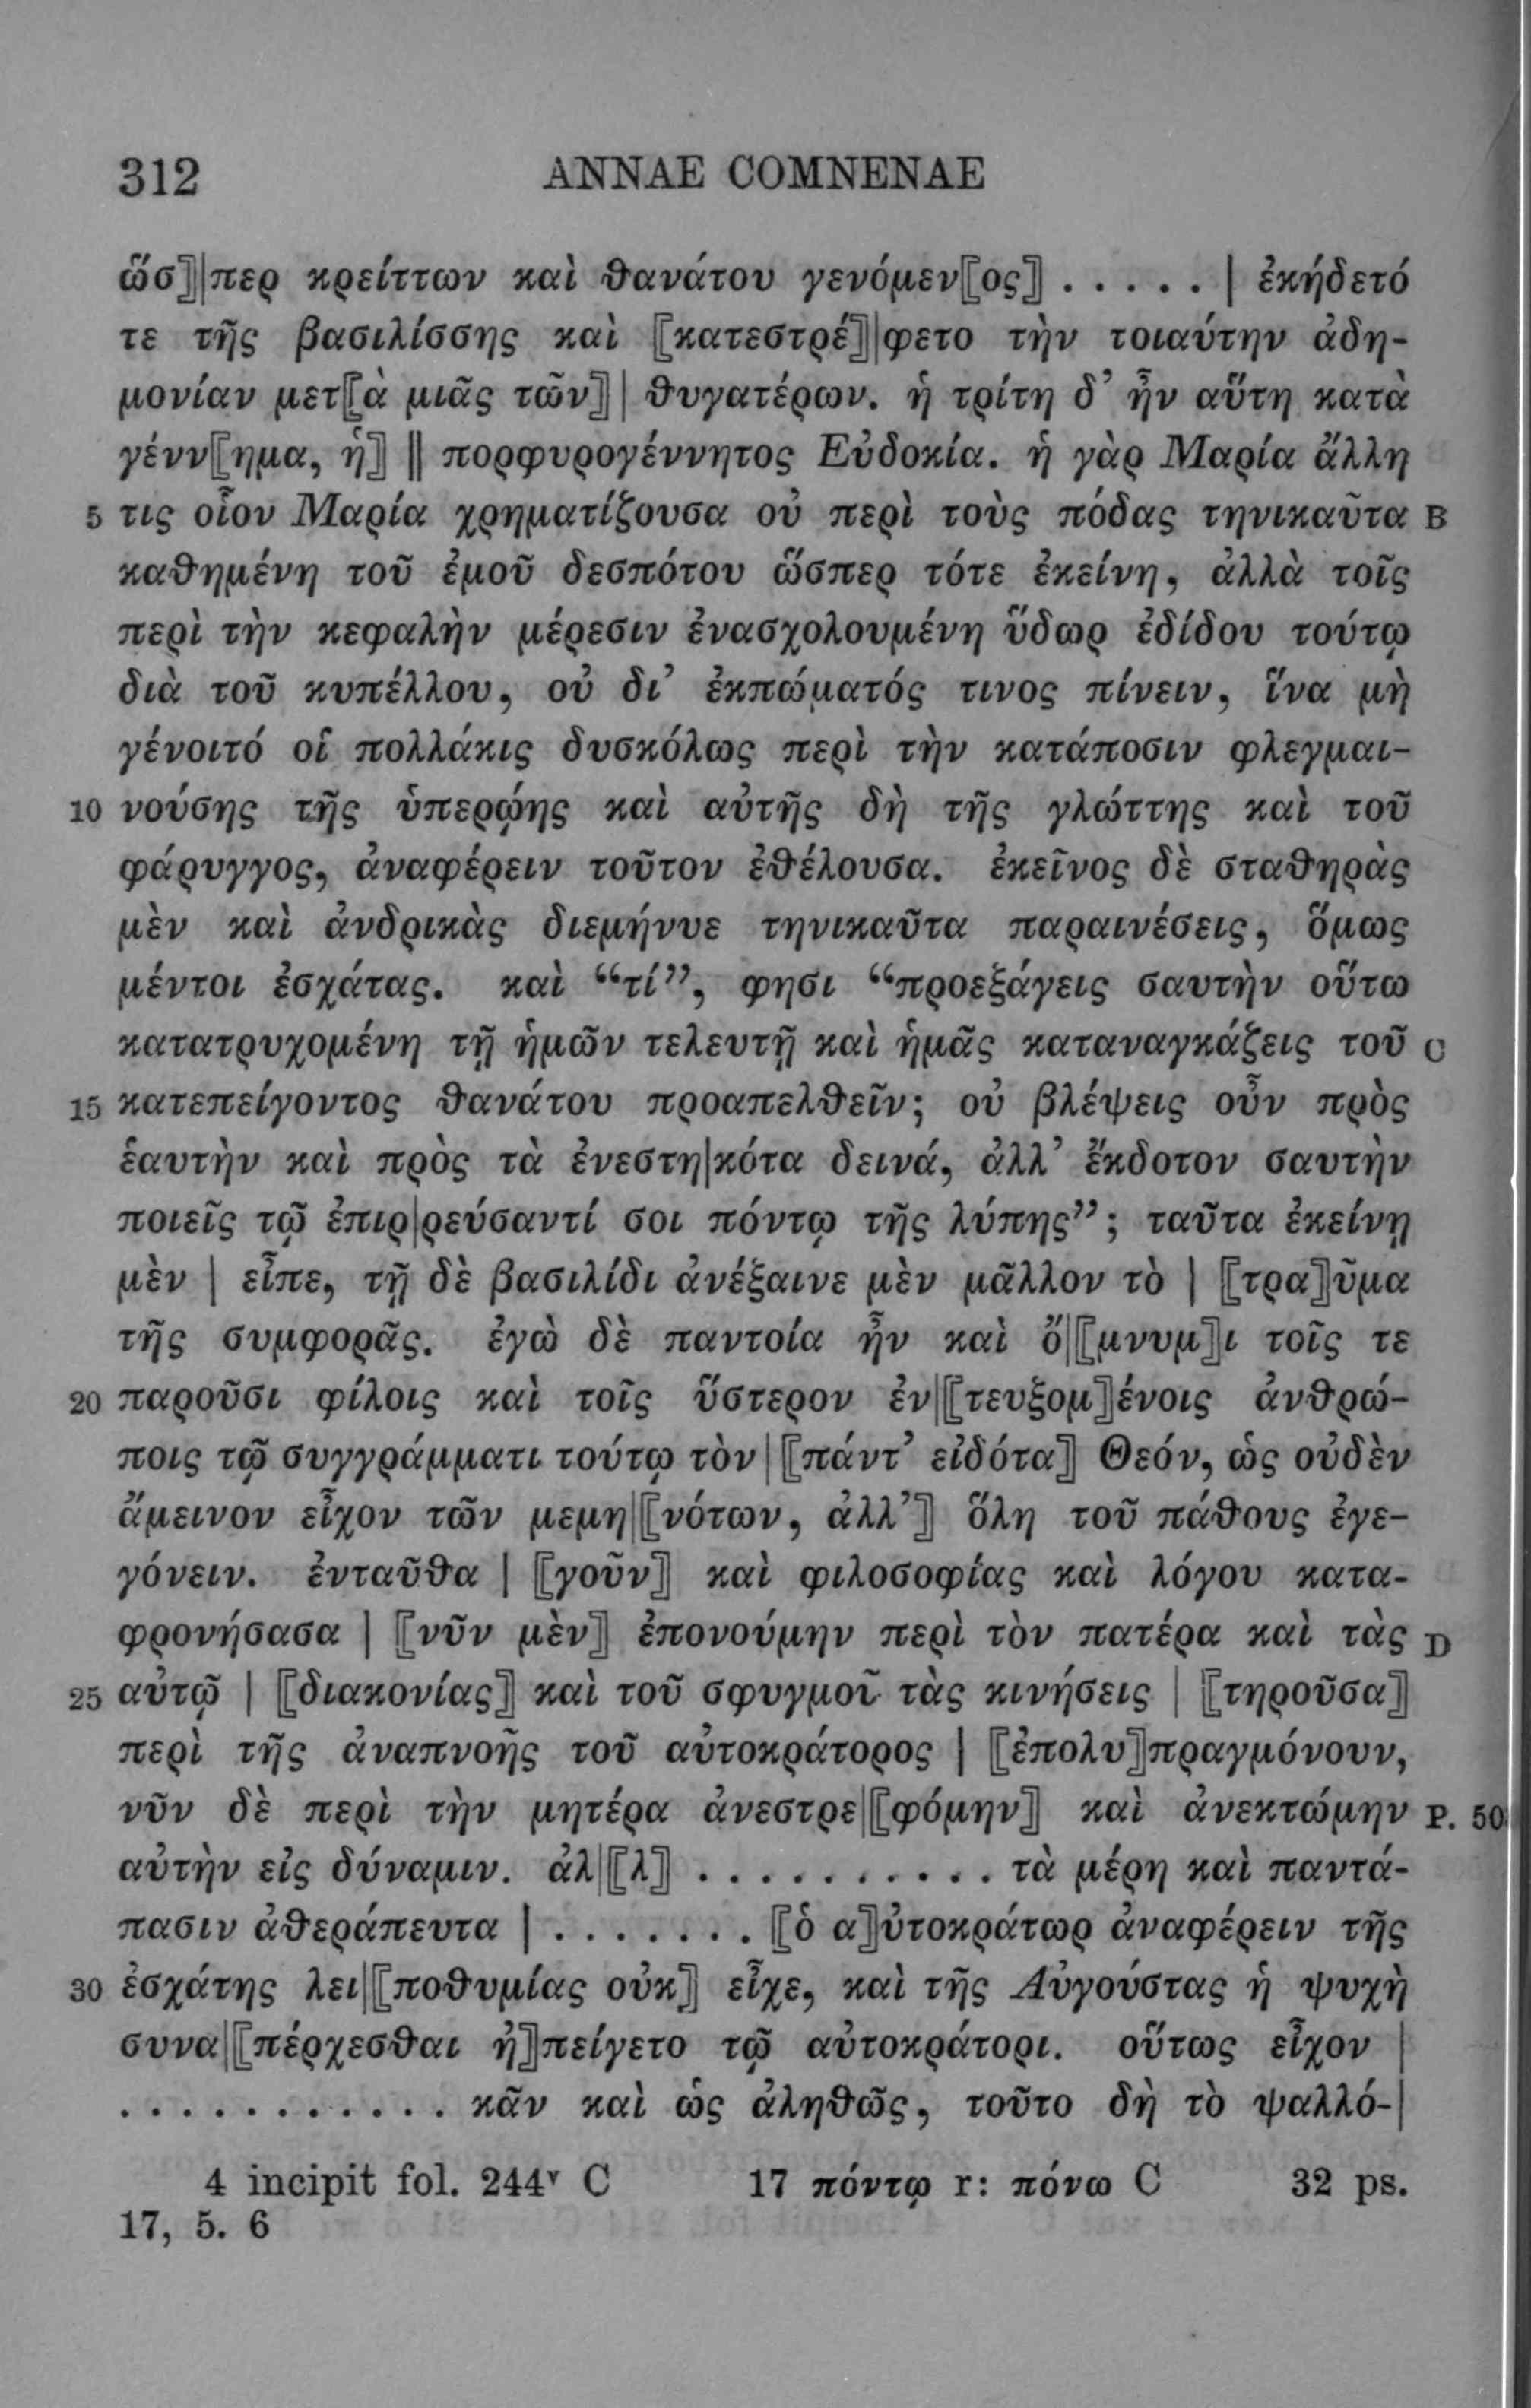 312 ANNAE COMNENAE
ὥσ⟧|περ κρείττων καὶ θανάτου γενόμεν⟦ος⟧ . . . . . | ἐκήδετό
τε τῆς βασιλίσσης καὶ ⟦κατεστρέ⟧|φετο τὴν τοιαύτην ἀδη-
μονίαν μετ⟦ὰ μιᾶς τῶν⟧| θυγατέρων. ἡ τρίτη δ’ ἦν αὕτη κατὰ
γένν⟦ημα, ἡ⟧ || πορφυρογέννητος Εὐδοκία. ἡ γὰρ Μαρία ἄλλη
5 τις οἷον Μαρία χρηματίζουσα οὐ περὶ τοὺς πόδας τηνικαῦτα B
καθημένη τοῦ ἐμοῦ δεσπότου ὥσπερ τότε ἐκείνη, ἀλλὰ τοῖς
περὶ τὴν κεφαλὴν μέρεσιν ἐνασχολουμένη ὕδωρ ἐδίδου τούτῳ
διὰ τοῦ κυπέλλου, οὐ δι’ ἐκπώματός τινος πίνειν, ἵνα μὴ
γένοιτό οἱ πολλάκις δυσκόλως περὶ τὴν κατάποσιν φλεγμαι-
10 νούσης τῆς ὑπερῴης καὶ αὐτῆς δὴ τῆς γλώττης καὶ τοῦ
φάρυγγος, ἀναφέρειν τοῦτον ἐθέλουσα. ἐκεῖνος δὲ σταθηρὰς
μὲν καὶ ἀνδρικὰς διεμήνυε τηνικαῦτα παραινέσεις, ὅμως
μέντοι ἐσχάτας. καὶ “τί”, φησι “προεξάγεις σαυτὴν οὕτω
κατατρυχομένη τῇ ἡμῶν τελευτῇ καὶ ἡμᾶς καταναγκάζεις τοῦ C
15 κατεπείγοντος θανάτου προαπελθεῖν; οὐ βλέψεις οὖν πρὸς
ἑαυτὴν καὶ πρὸς τὰ ἐνεστη|κότα δεινά, ἀλλ’ ἔκδοτον σαυτὴν
ποιεῖς τῷ ἐπιρ|ρεύσαντί σοι πόντῳ τῆς λύπης”; ταῦτα ἐκείνῃ
μὲν | εἶπε, τῇ δὲ βασιλίδι ἀνέξαινε μὲν μᾶλλον τὸ | ⟦τρα⟧ῦμα
τῆς συμφορᾶς. ἐγὼ δὲ παντοία ἦν καὶ ὄ|⟦μνυμ⟧ι τοῖς τε
20 παροῦσι φίλοις καὶ τοῖς ὕστερον ἐν|⟦τευξομ⟧ένοις ἀνθρώ-
ποις τῷ συγγράμματι τούτῳ τὸν|⟦πάντ’ εἰδότα⟧ Θεόν, ὡς οὐδὲν
ἄμεινον εἶχον τῶν μεμη|⟦νότων, ἀλλ’⟧ ὅλη τοῦ πάθους ἐγε-
γόνειν. ἐνταῦθα | ⟦γοῦν⟧ καὶ φιλοσοφίας καὶ λόγου κατα-
φρονήσασα | ⟦νῦν μὲν⟧ ἐπονούμην περὶ τὸν πατέρα καὶ τὰς D
25 αὐτῷ | ⟦διακονίας⟧ καὶ τοῦ σφυγμοῦ τὰς κινήσεις | ⟦τηροῦσα⟧
περὶ τῆς ἀναπνοῆς τοῦ αὐτοκράτορος | ⟦ἐπολυ⟧πραγμόνουν,
νῦν δὲ περὶ τὴν μητέρα ἀνεστρε|⟦φόμην⟧ καὶ ἀνεκτώμην P. 50
αὐτὴν εἰς δύναμιν. ἀλ|⟦λ⟧ . . . . . . . . . . τὰ μέρη καὶ παντά-
πασιν ἀθεράπευτα | . . . . . . . ⟦ὁ α⟧ὐτοκράτωρ ἀναφέρειν τῆς
30 ἐσχάτης λει|⟦ποθυμίας οὐκ⟧ εἶχε, καὶ τῆς Αὐγούστας ἡ ψυχὴ
συνα|⟦πέρχεσθαι ἠ⟧πείγετο τῷ αὐτοκράτορι. οὕτως εἶχον |
. . . . . . . . . . . κἂν καὶ ὡς ἀληθῶς, τοῦτο δὴ τὸ ψαλλό-|
4 incipit fol. 244ᵛ C 17 πόντῳ r: πόνω C 32 ps.
17, 5. 6